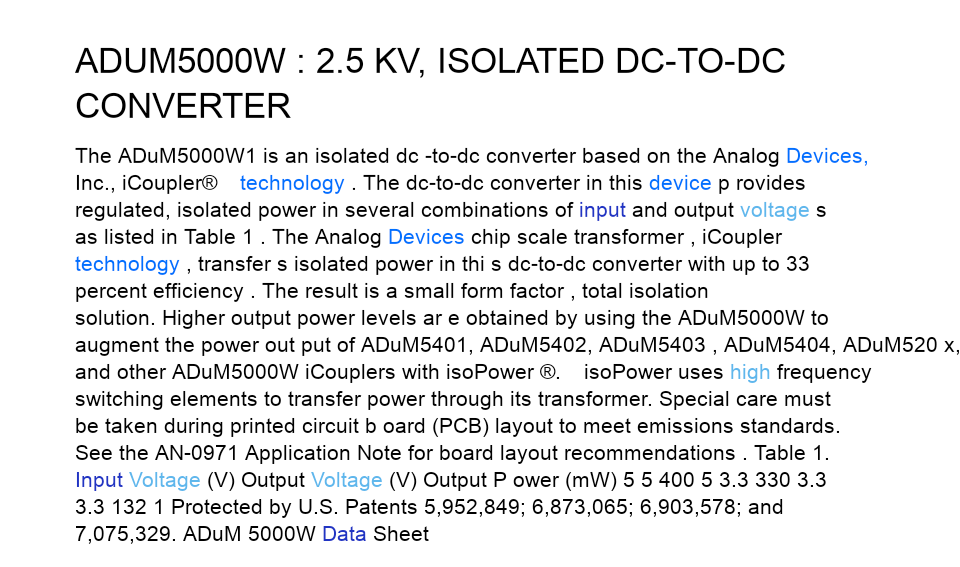 ADUM5000W : 2.5 KV, ISOLATED DC-TO-DC
CONVERTER
The ADuM5000W1 is an isolated dc -to-dc converter based on the Analog Devices,
Inc., iCoupler® technology . The dc-to-dc converter in this device p rovides
regulated, isolated power in several combinations of input and output voltage s
as listed in Table 1 . The Analog Devices chip scale transformer , iCoupler
technology , transfer s isolated power in thi s dc-to-dc converter with up to 33
percent efficiency . The result is a small form factor , total isolation
solution. Higher output power levels ar e obtained by using the ADuM5000W to
augment the power out put of ADuM5401, ADuM5402, ADuM5403 , ADuM5404, ADuM520 x,
and other ADuM5000W iCouplers with isoPower ®. isoPower uses high frequency
switching elements to transfer power through its transformer. Special care must
be taken during printed circuit b oard (PCB) layout to meet emissions standards.
See the AN-0971 Application Note for board layout recommendations . Table 1.
Input Voltage (V) Output Voltage (V) Output P ower (mW) 5 5 400 5 3.3 330 3.3
3.3 132 1 Protected by U.S. Patents 5,952,849; 6,873,065; 6,903,578; and
7,075,329. ADuM 5000W Data Sheet